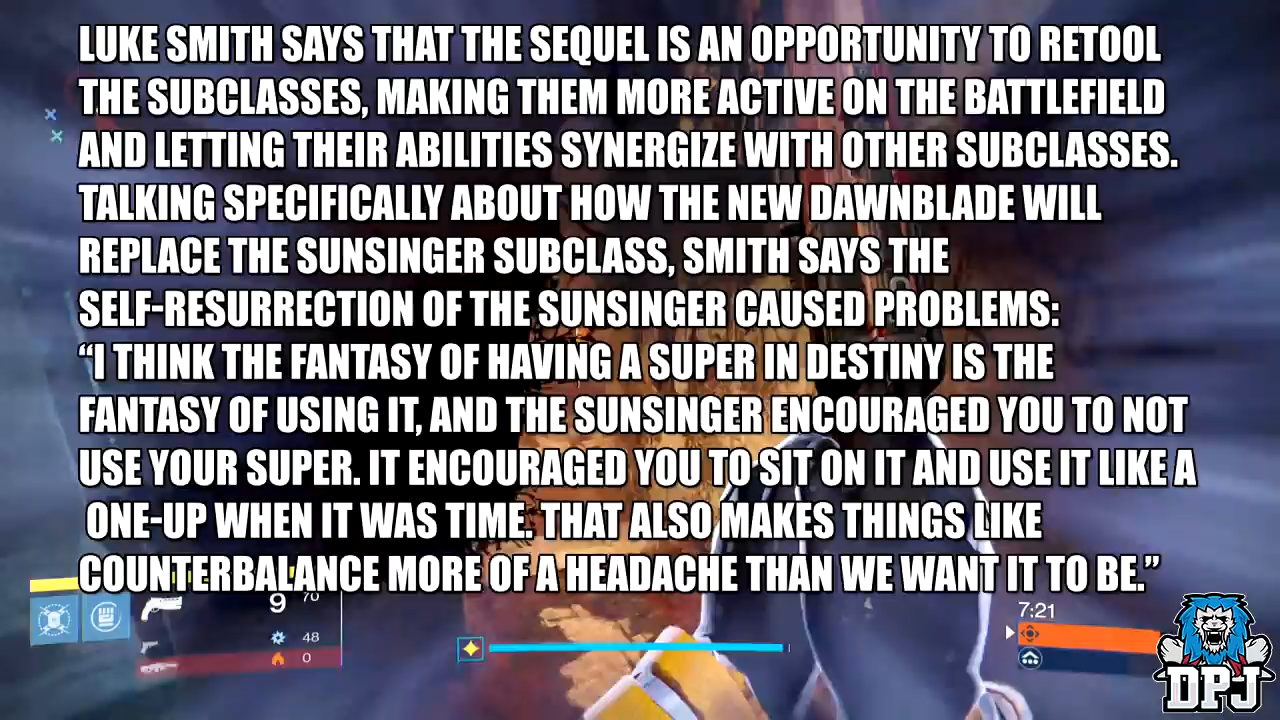 LUKE SMITH SAYS THAT THE SEQUEL IS AN OPPORTUNITY TO RETOOL
THE SUBCLASSES, MAKING THEM MORE ACTIVE ON THE BATTLEFIELD
AND LETTING THEIR ABILITIES SYNERGIZE WITH OTHER SUBCLASSES.
TALKING SPECIFICALLY ABOUT HOW THE NEW DAWNBLADE WILL
REPLACE THE SUNSINGER SUBCLASS, SMITH SAYS THE
SELF-RESURRECTION OF THE SUNSINGER CAUSED PROBLEMS:
“I THINK THE FANTASY OF HAVING A SUPER IN DESTINY IS THE
FANTASY OF USING IT, AND THE SUNSINGER ENCOURAGED YOU TO NOT
USE YOUR SUPER. IT ENCOURAGED YOU TO SIT ON IT AND USE IT LIKE A
ONE-UP WHEN IT WAS TIME. THAT ALSO MAKES THINGS LIKE
COUNTERBALANCE MORE OF A HEADACHE THAN WE WANT IT TO BE.”
9 70
48
0
7:21
DPJ